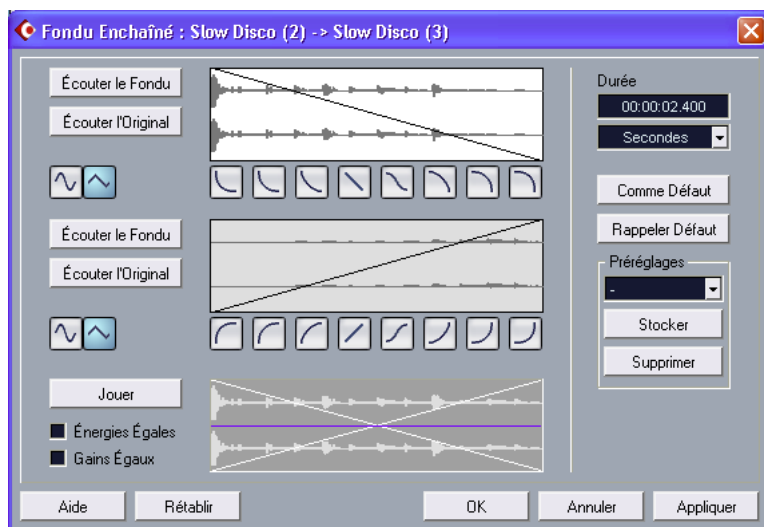 Fondu Enchaîné : Slow Disco (2) -> Slow Disco (3)
Écouter le Fondu
Écouter l'Original
Durée
00:00:02.400
Secondes
Comme Défaut
Écouter le Fondu
Écouter l'Original
Rappeler Défaut
Préréglages
-
Stocker
Supprimer
Jouer
Énergies Égales
Gains Égaux
Aide
Rétablir
OK
Annuler
Appliquer